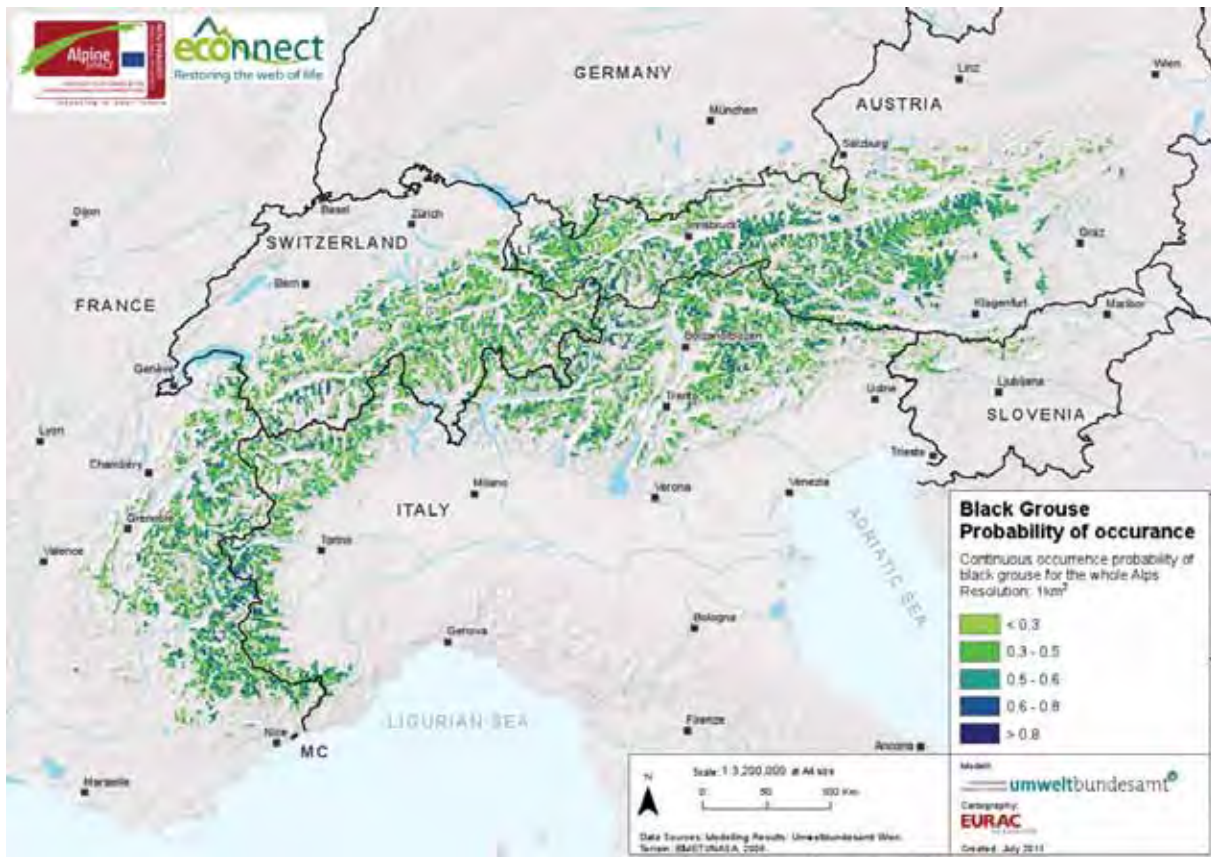 Alpine
SPACE
econnect
Restoring the web of life
GERMANY
Linz
Wien
AUSTRIA
München
Salzburg
Dijon
Basel
Zürich
SWITZERLAND
LI
Innsbruck
Graz
Bern
FRANCE
Klagenfurt
Maribor
Genève
Bolzano/Bozen
Ljubljana
Trento
Udine
SLOVENIA
Lyon
Chambéry
Trieste
Milano
Verona
Venezia
ITALY
Grenoble
Torino
Valence
ADRIATIC SEA
Bologna
Genova
LIGURIAN SEA
Firenze
Nice
MC
Ancona
Marseille
Black Grouse
Probability of occurance
Continuous occurrence probability of
black grouse for the whole Alps
Resolution: 1km²
< 0.3
0.3 - 0.5
0.5 - 0.6
0.6 - 0.8
> 0.8
N
Scale: 1:3,200,000 at A4 size
0 50 100 Km
Data Sources: Modelling Results: Umweltbundesamt Wien.
Modell:
umweltbundesamt
Cartography:
EURAC
Created: July 2011